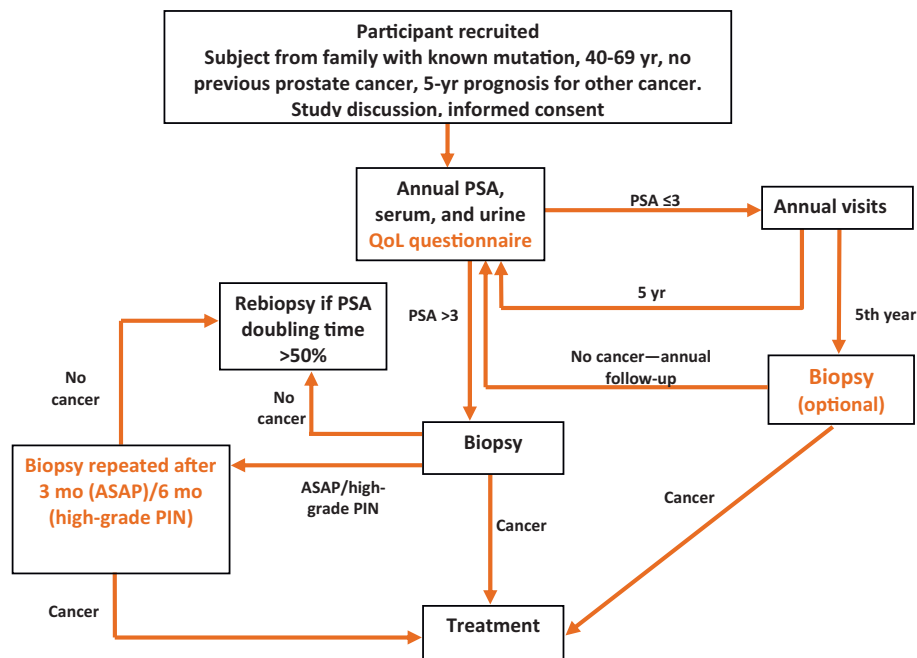 Participant recruited
Subject from family with known mutation, 40-69 yr, no
previous prostate cancer, 5-yr prognosis for other cancer.
Study discussion, informed consent
Annual PSA,
serum, and urine
QoL questionnaire
PSA ≤3
Annual visits
5 yr
5th year
Rebiopsy if PSA
doubling time
>50%
PSA >3
No cancer—annual
follow-up
Biopsy
(optional)
No
cancer
No
cancer
Biopsy
Biopsy repeated after
3 mo (ASAP)/6 mo
(high-grade PIN)
ASAP/high-
grade PIN
Cancer
Cancer
Cancer
Treatment